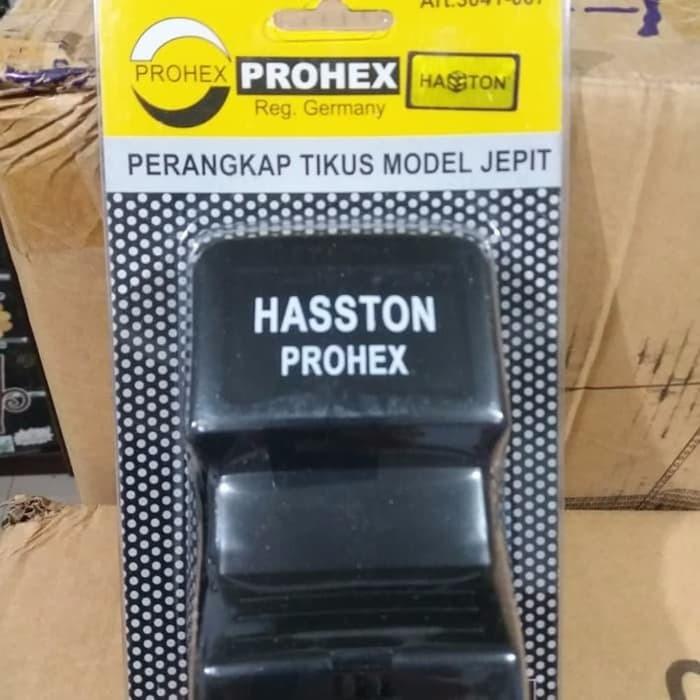 PROHEX
PROHEX
HASSTON
Reg. Germany
PERANGKAP TIKUS MODEL JEPIT
HASSTON
PROHEX